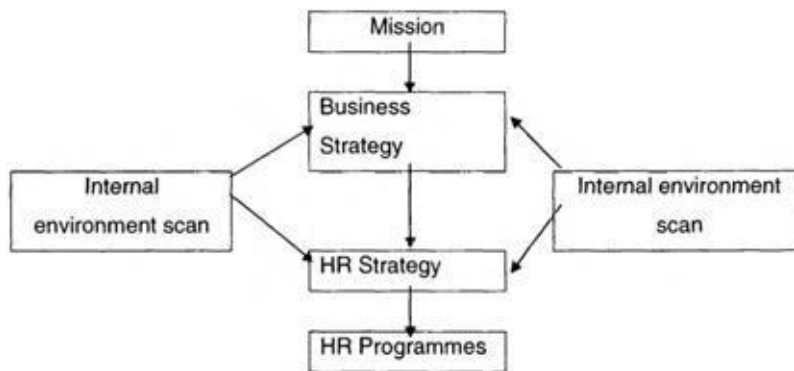 Mission
Business
Strategy
Internal
environment scan
Internal environment
scan
HR Strategy
HR Programmes